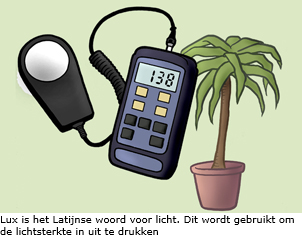 138
Lux is het Latijnse woord voor licht. Dit wordt gebruikt om
de lichtsterkte in uit te drukken